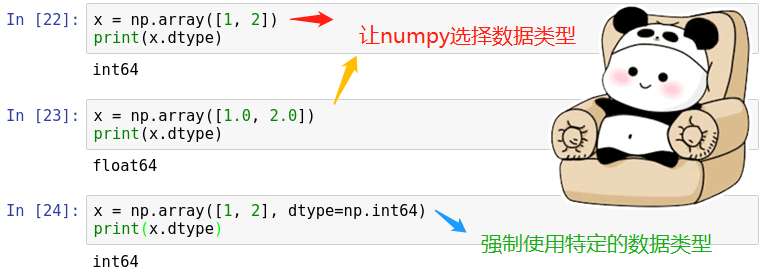 In [22]: x = np.array([1, 2])
print(x.dtype)
让numpy选择数据类型
int64
In [23]: x = np.array([1.0, 2.0])
print(x.dtype)
float64
In [24]: x = np.array([1, 2], dtype=np.int64)
print(x.dtype)
强制使用特定的数据类型
int64